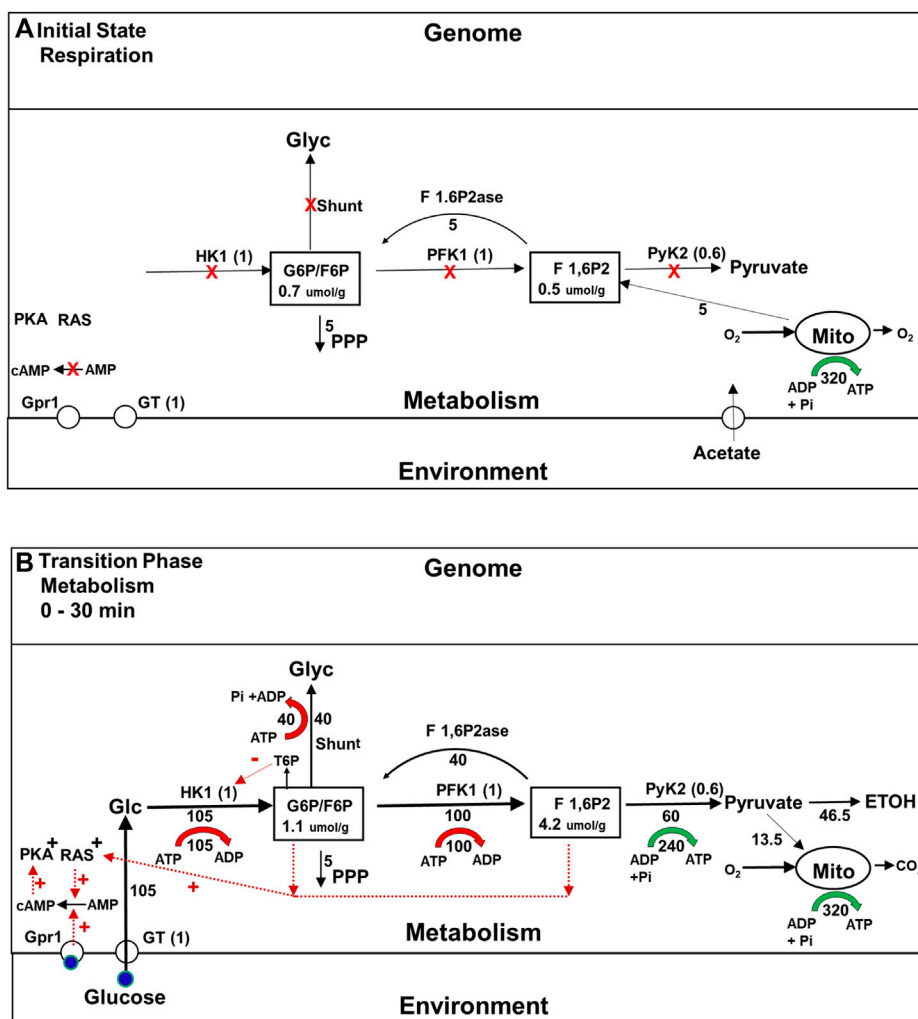 A Initial State
Respiration
Genome
Glyc
X Shunt
F 1.6P2ase
5
HK1 (1)
X
G6P/F6P
0.7 umol/g
PFK1 (1)
X
F 1,6P2
0.5 umol/g
PyK2 (0.6)
X
Pyruvate
5
PPP
5
PKA RAS
cAMP X AMP
O2
Mito
O2
320
ADP
+ Pi
ATP
Gpr1
GT (1)
Metabolism
Acetate
Environment
B Transition Phase
Metabolism
0 - 30 min
Genome
Glyc
Pi +ADP
40
40
ATP
Shunt
- T6P
F 1,6P2ase
40
Glc
HK1 (1)
105
105
ATP
ADP
G6P/F6P
1.1 umol/g
PFK1 (1)
100
100
ATP
ADP
F 1,6P2
4.2 umol/g
PyK2 (0.6)
60
240
ADP
+Pi
ATP
Pyruvate
ETOH
46.5
13.5
PKA+ RAS+
+
+
+
5
PPP
105
cAMP
AMP
+
O2
Mito
CO2
320
ADP
+ Pi
ATP
Gpr1
GT (1)
Metabolism
Glucose
Environment